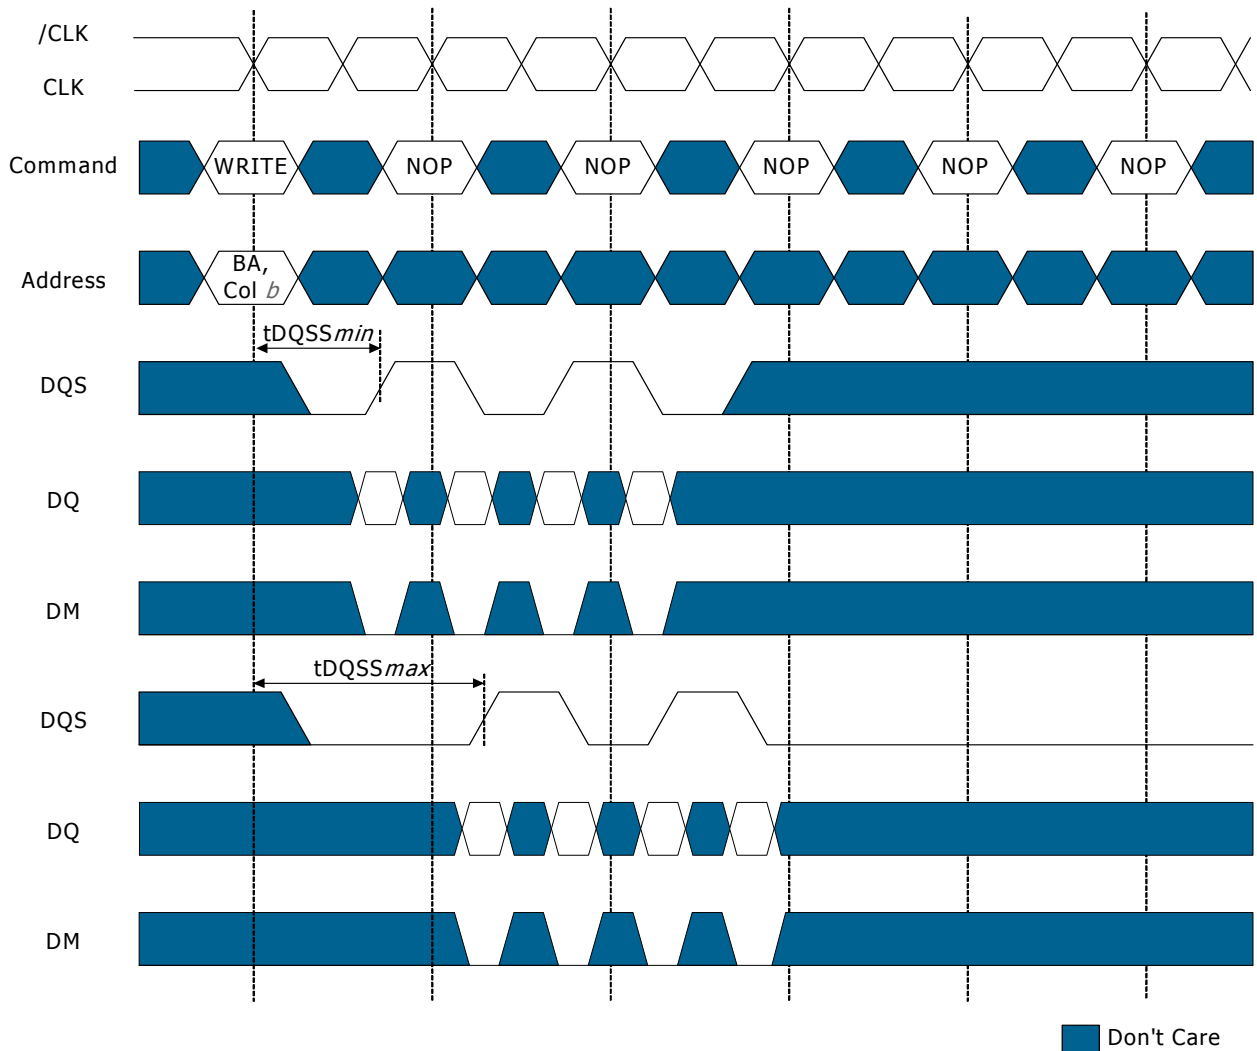 /CLK
CLK
Command WRITE NOP NOP NOP NOP NOP
Address BA,
Col b
tDQSSmin
DQS
DQ
DM
tDQSSmax
DQS
DQ
DM
Don't Care